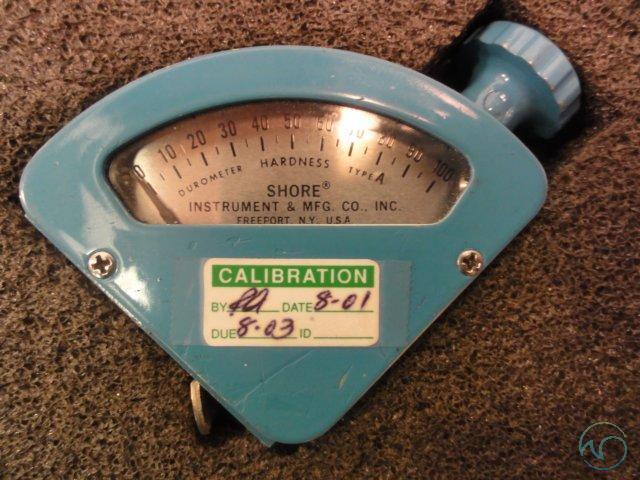 0 10 20 30 40 50 60 70 80 90 100
DUROMETER HARDNESS TYPE A
SHORE®
INSTRUMENT & MFG. CO., INC.
FREEPORT, N.Y., U.S.A
CALIBRATION
BY DATE 8-01
DUE 8-03 ID